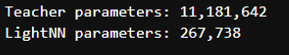 Teacher parameters: 11,181,642
LightNN parameters: 267,738